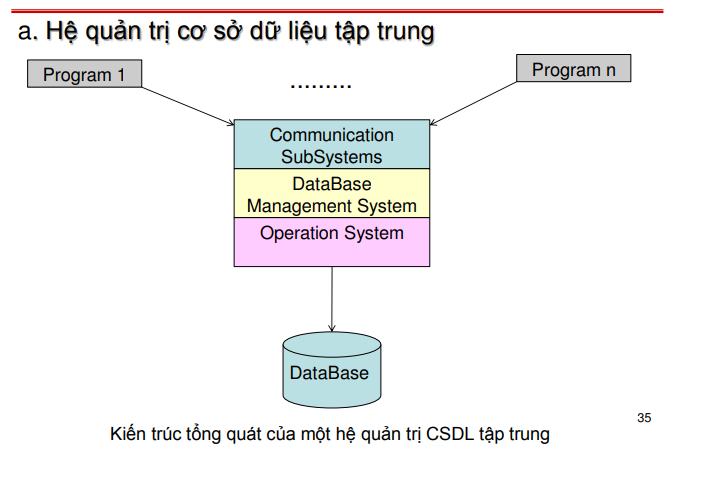 a. Hệ quản trị cơ sở dữ liệu tập trung
Program 1
.........
Program n
Communication
SubSystems
DataBase
Management System
Operation System
DataBase
35
Kiến trúc tổng quát của một hệ quản trị CSDL tập trung